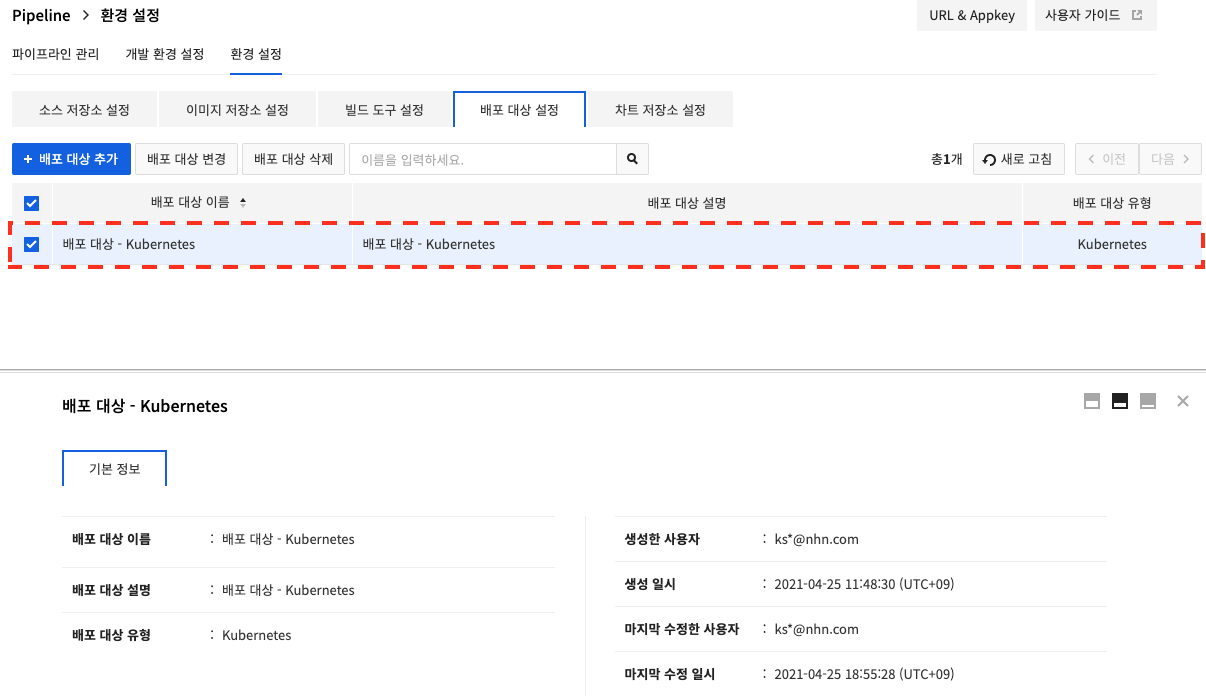 Pipeline > 환경 설정 URL & Appkey 사용자 가이드
파이프라인 관리 개발 환경 설정 환경 설정
소스 저장소 설정 이미지 저장소 설정 빌드 도구 설정 배포 대상 설정 차트 저장소 설정
+ 배포 대상 추가 배포 대상 변경 배포 대상 삭제 이름을 입력하세요. 총1개 새로 고침 < 이전 다음 >
배포 대상 이름 배포 대상 설명 배포 대상 유형
배포 대상 - Kubernetes 배포 대상 - Kubernetes Kubernetes
배포 대상 - Kubernetes
기본 정보
배포 대상 이름 : 배포 대상 - Kubernetes
배포 대상 설명 : 배포 대상 - Kubernetes
배포 대상 유형 : Kubernetes
생성한 사용자 : ks*@nhn.com
생성 일시 : 2021-04-25 11:48:30 (UTC+09)
마지막 수정한 사용자 : ks*@nhn.com
마지막 수정 일시 : 2021-04-25 18:55:28 (UTC+09)